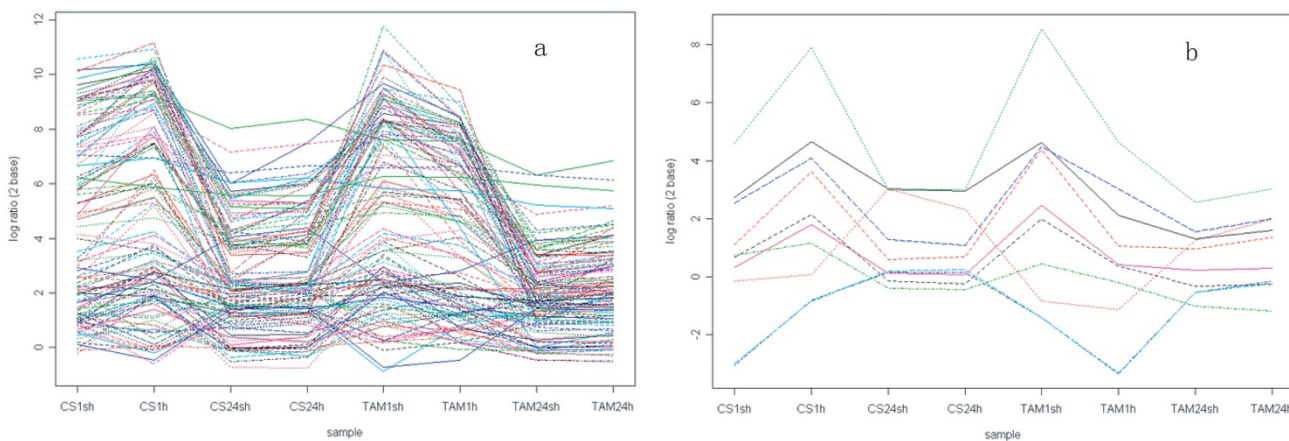 a
log ratio (2 base)
12
10
8
6
4
2
0
CS1sh CS1h CS24sh CS24h TAM1sh TAM1h TAM24sh TAM24h
sample
b
log ratio (2 base)
8
6
4
2
0
-2
CS1sh CS1h CS24sh CS24h TAM1sh TAM1h TAM24sh TAM24h
sample